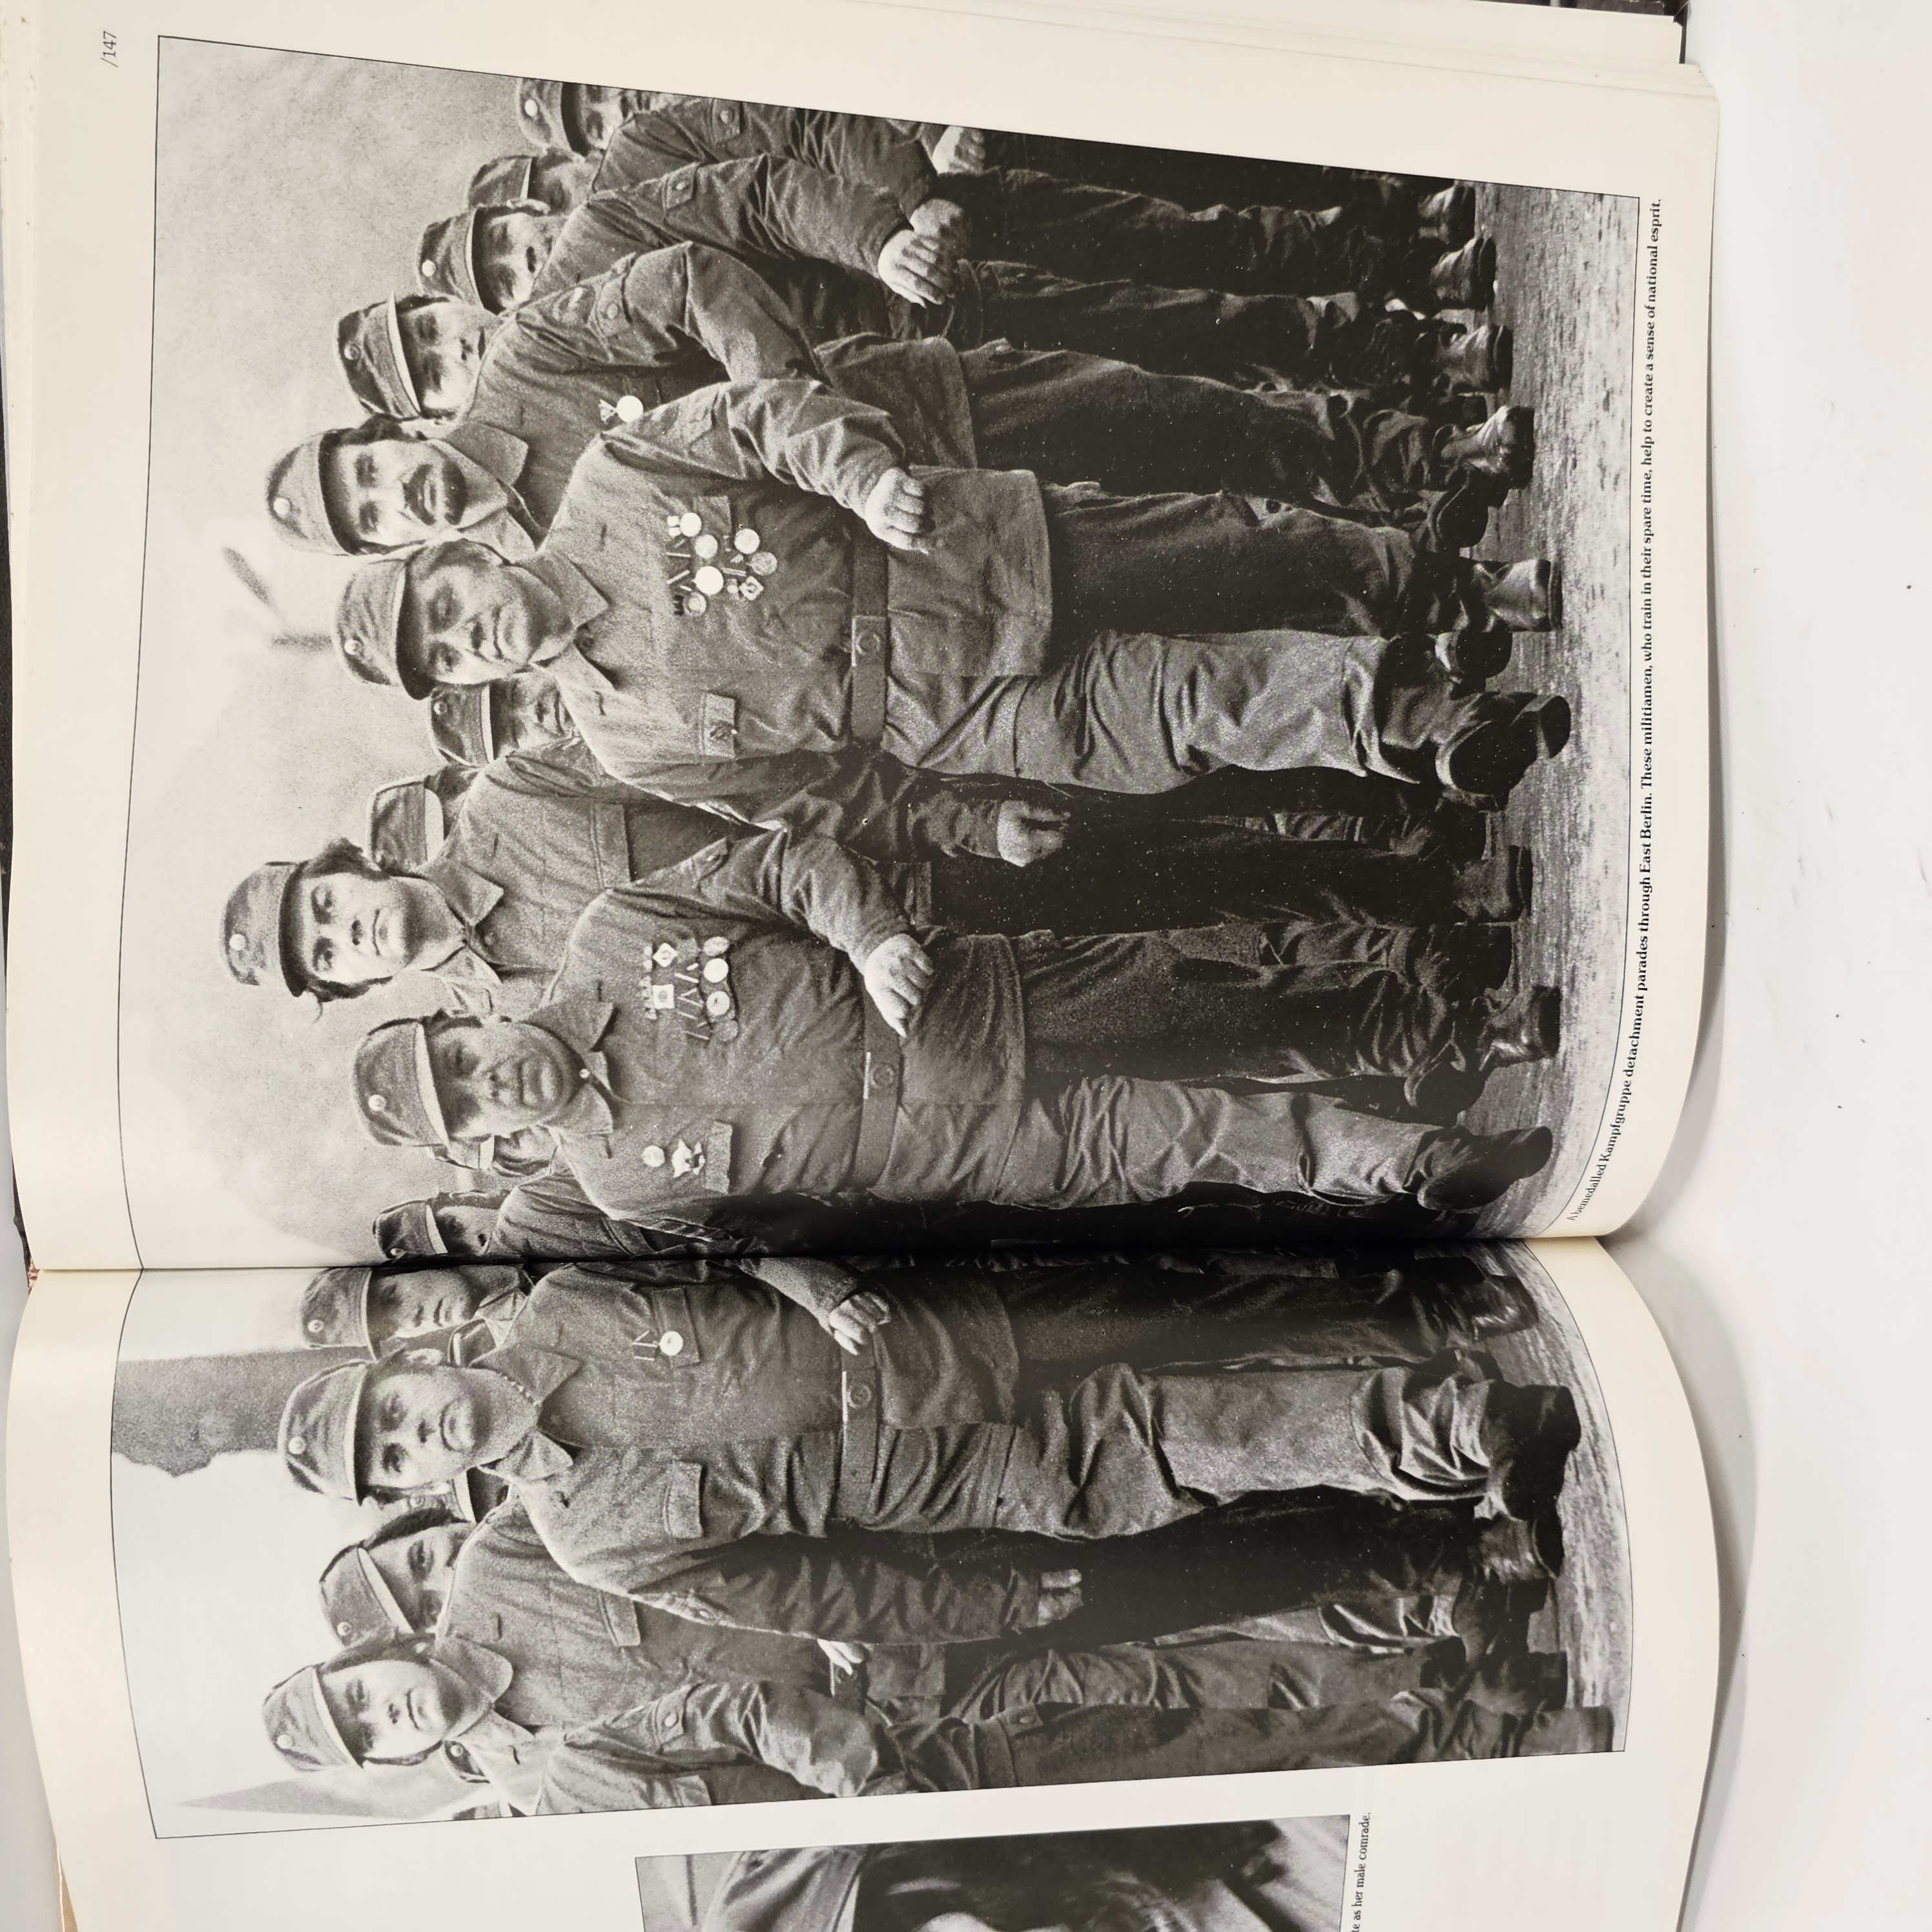 /147
te as her male comrade.
A bemedalled Kampfgruppe detachment parades through East Berlin. These militiamen, who train in their spare time, help to create a sense of national esprit.